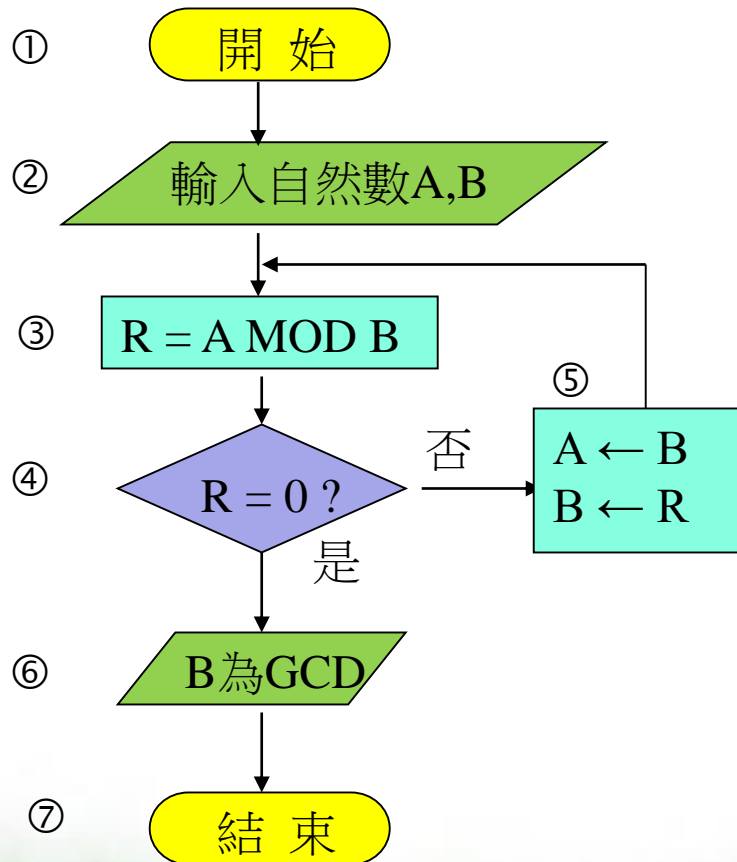 ①
開 始
②
輸入自然數A,B
③
R = A MOD B
④
R = 0 ?
否
⑤
A ← B
B ← R
是
⑥
B為GCD
⑦
結 束